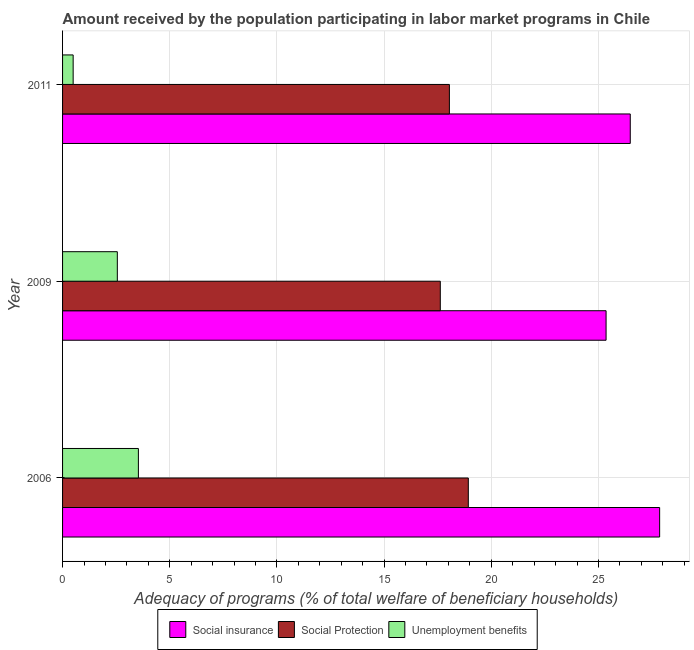 Amount received by the population participating in labor market programs in Chile
2011
2009
2006
Year
0
5
10
15
20
25
Adequacy of programs (% of total welfare of beneficiary households)
Social insurance
Social Protection
Unemployment benefits